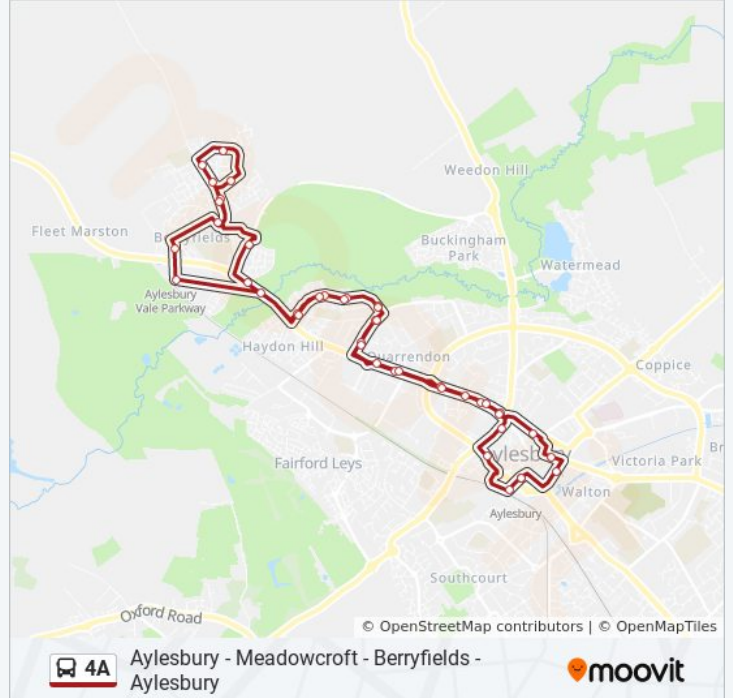 Weedon Hill
Fleet Marston
Berryfields
Buckingham
Park
Watermead
Aylesbury
Vale Parkway
Haydon Hill
Quarrendon
Coppice
Fairford Leys
Aylesbury
Victoria Park
Br
Walton
Aylesbury
Southcourt
Oxford Road
© OpenStreetMap contributors | © OpenMapTiles
4A
Aylesbury - Meadowcroft - Berryfields -
Aylesbury
moovit